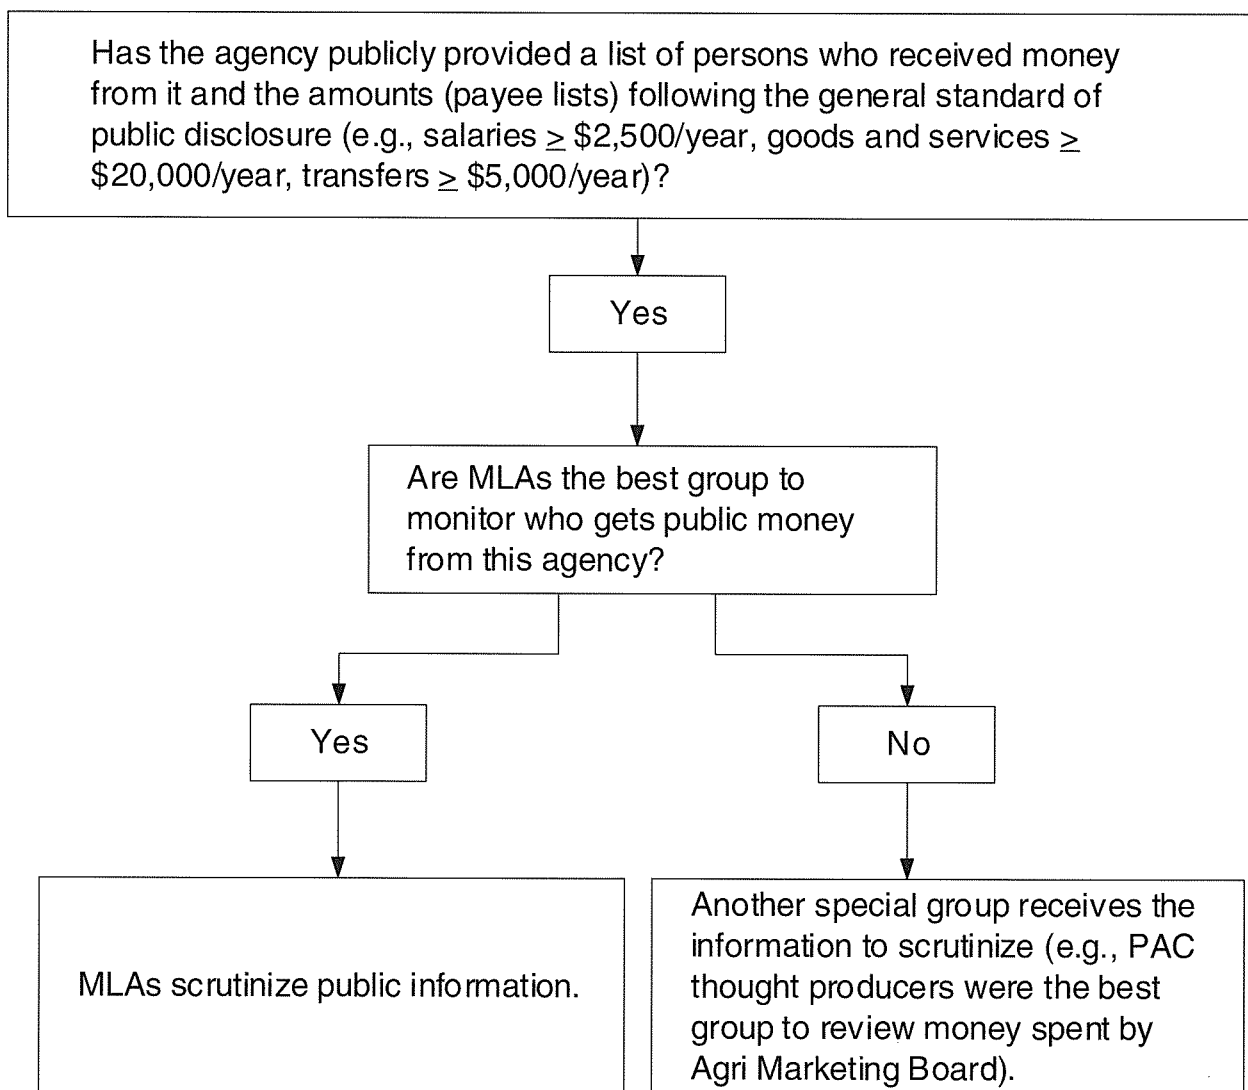 Has the agency publicly provided a list of persons who received money
from it and the amounts (payee lists) following the general standard of
public disclosure (e.g., salaries ≥ $2,500/year, goods and services ≥
$20,000/year, transfers ≥ $5,000/year)?
Yes
Are MLAs the best group to
monitor who gets public money
from this agency?
Yes
No
MLAs scrutinize public information.
Another special group receives the
information to scrutinize (e.g., PAC
thought producers were the best
group to review money spent by
Agri Marketing Board).